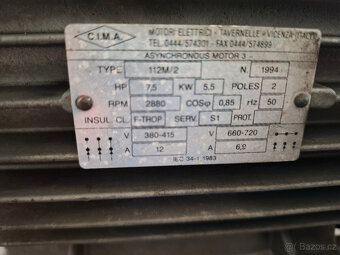 C.I.M.A.
MOTORI ELETTRICI - TAVERNELLE - VICENZA (ITALY)
TEL. 0444/574301 - FAX 0444/574899
ASYNCHRONOUS MOTOR 3
TYPE 112M/2 N 1994
HP 7,5 KW 5,5 POLES 2
RPM 2880 COSφ 0,85 Hz 50
INSUL CL. F-TROP SERV. S1 PROT.
V 380-415 V 660-720
A 12 A 6,9
IEC 34-1 1983
Bazoš.cz